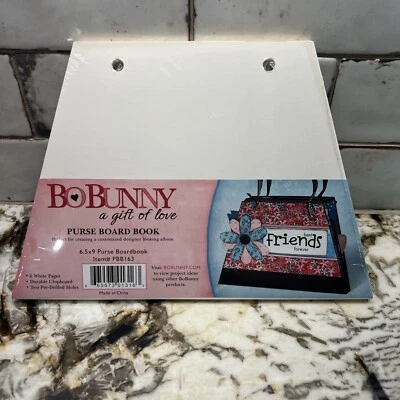 BOBUNNY
a gift of love
PURSE BOARD BOOK
Perfect for creating a customized designer looking album
6.5x9 Purse Boardbook
Item# PBB163
• 6 White Pages
• Durable Chipboard
• Two Pre-Drilled Holes
Made in China
Visit BOBUNNY.COM
to view project ideas
using other BoBunny
products.
friends
forever